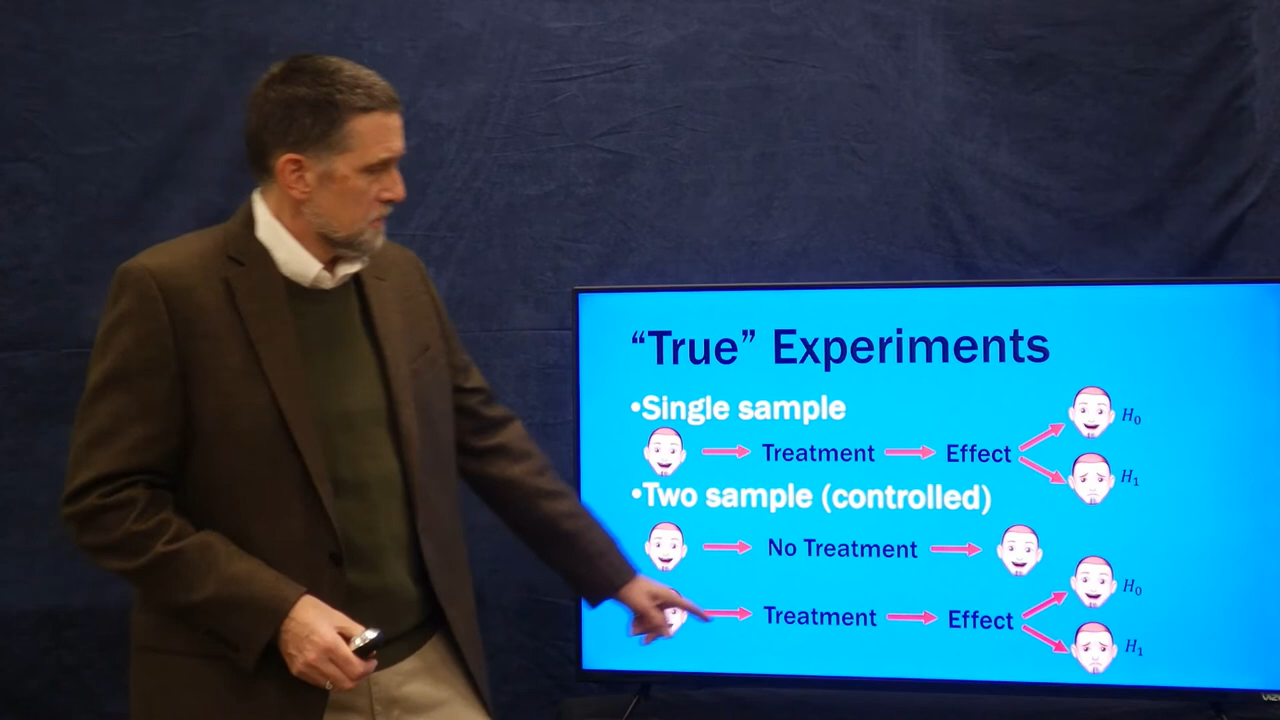 “True” Experiments
•Single sample
Treatment Effect H₀
H₁
•Two sample (controlled)
No Treatment
Treatment Effect H₀
H₁